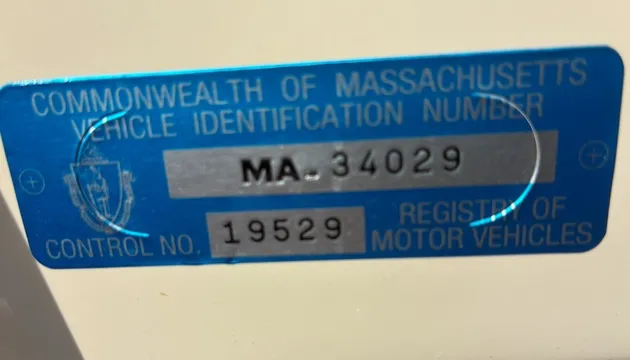 COMMONWEALTH OF MASSACHUSETTS
VEHICLE IDENTIFICATION NUMBER
MA-34029
CONTROL NO. 19529 REGISTRY OF
MOTOR VEHICLES